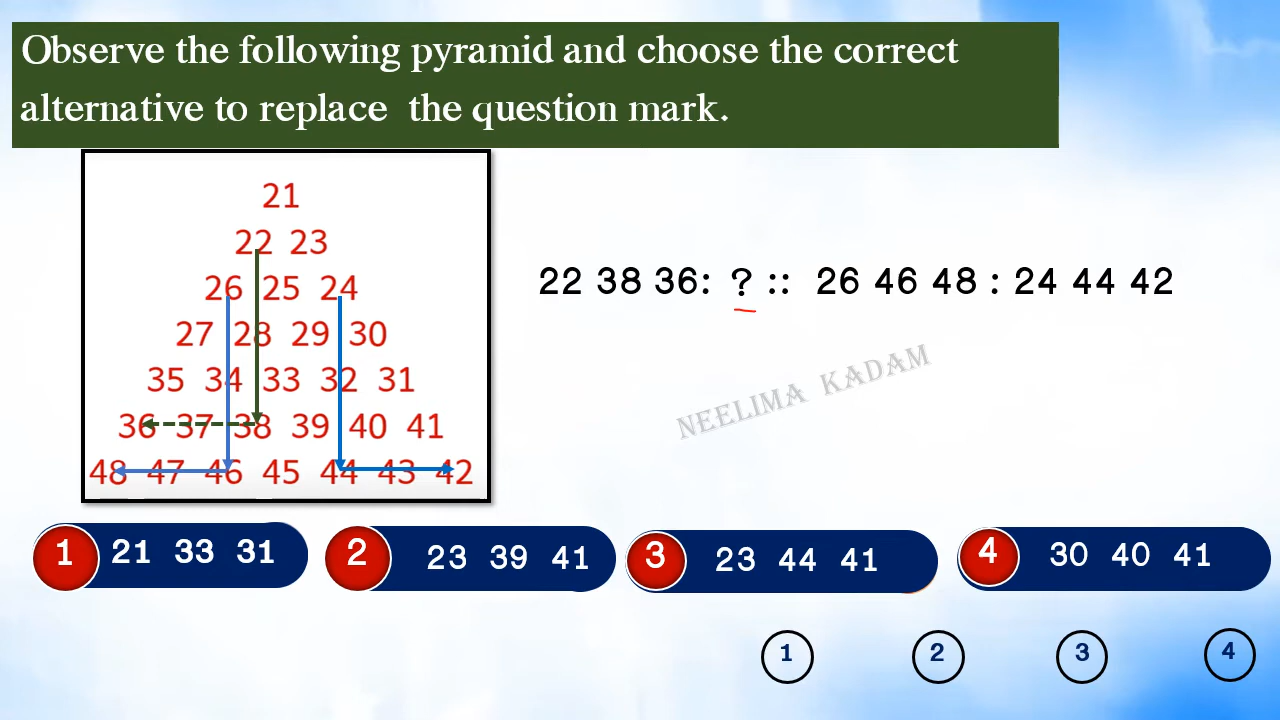 Observe the following pyramid and choose the correct
alternative to replace the question mark.
21
22 23
26 25 24
27 28 29 30
35 34 33 32 31
36 37 38 39 40 41
48 47 46 45 44 43 42
22 38 36: ? :: 26 46 48 : 24 44 42
NEELIMA KADAM
1 21 33 31
2 23 39 41
3 23 44 41
4 30 40 41
1 2 3 4